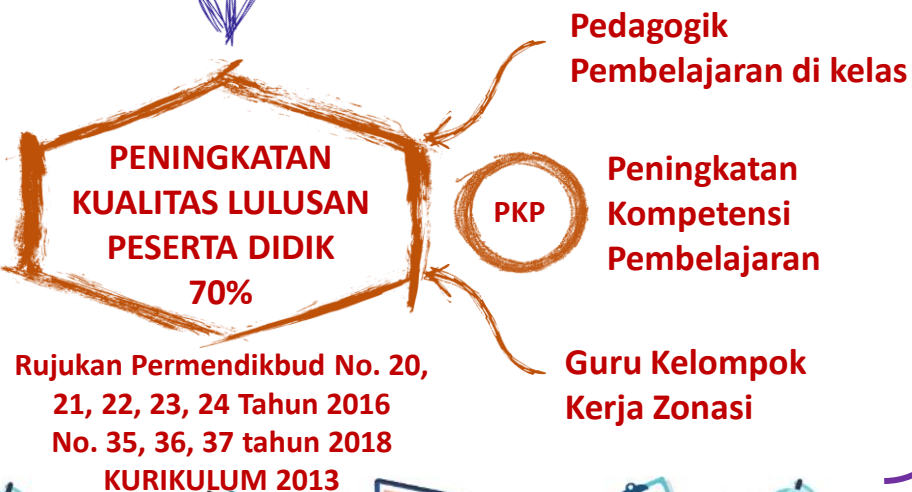 Pedagogik
Pembelajaran di kelas
PENINGKATAN
KUALITAS LULUSAN
PESERTA DIDIK
70%
PKP
Peningkatan
Kompetensi
Pembelajaran
Guru Kelompok
Kerja Zonasi
Rujukan Permendikbud No. 20,
21, 22, 23, 24 Tahun 2016
No. 35, 36, 37 tahun 2018
KURIKULUM 2013